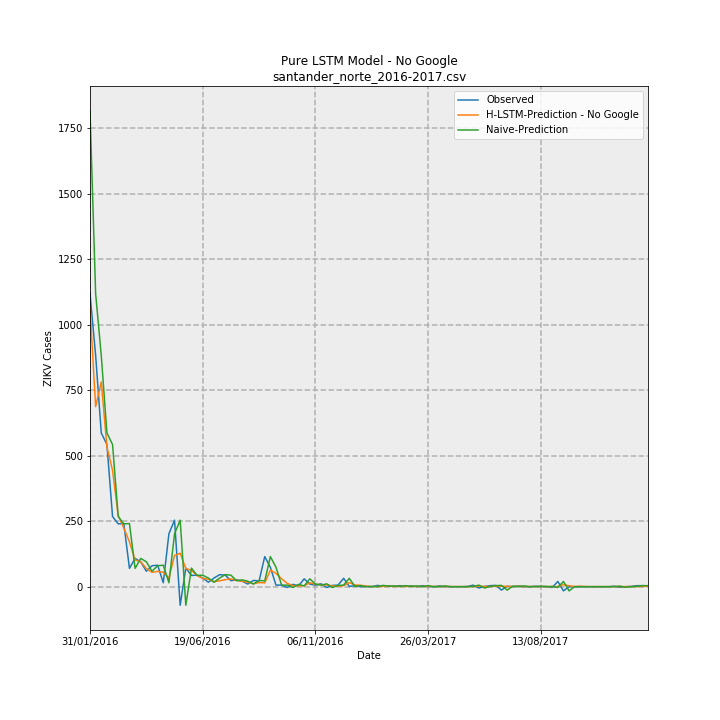 Pure LSTM Model - No Google
santander_norte_2016-2017.csv
Observed
H-LSTM-Prediction - No Google
Naive-Prediction
ZIKV Cases
1750
1500
1250
1000
750
500
250
0
31/01/2016
19/06/2016
06/11/2016
26/03/2017
13/08/2017
Date